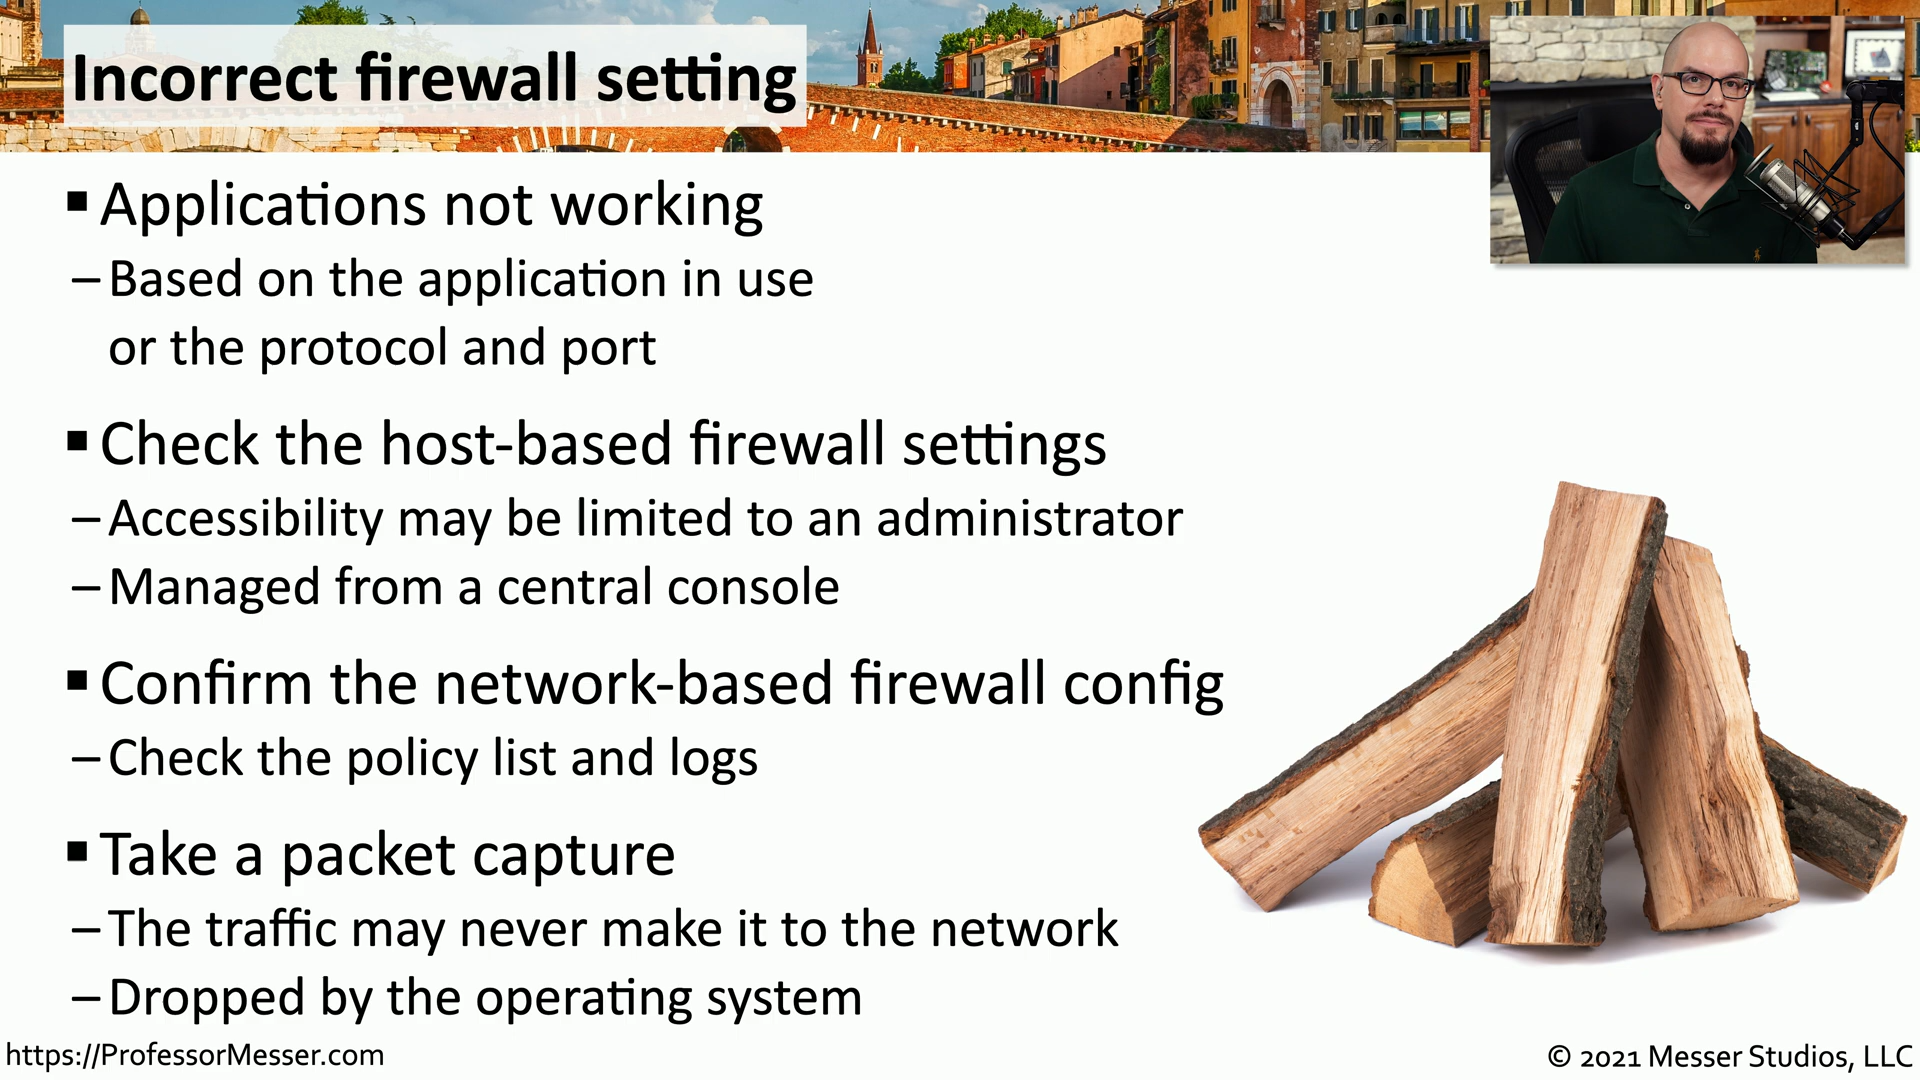 Incorrect firewall setting
▪ Applications not working
– Based on the application in use
or the protocol and port
▪ Check the host-based firewall settings
– Accessibility may be limited to an administrator
– Managed from a central console
▪ Confirm the network-based firewall config
– Check the policy list and logs
▪ Take a packet capture
– The traffic may never make it to the network
– Dropped by the operating system
https://ProfessorMesser.com
© 2021 Messer Studios, LLC